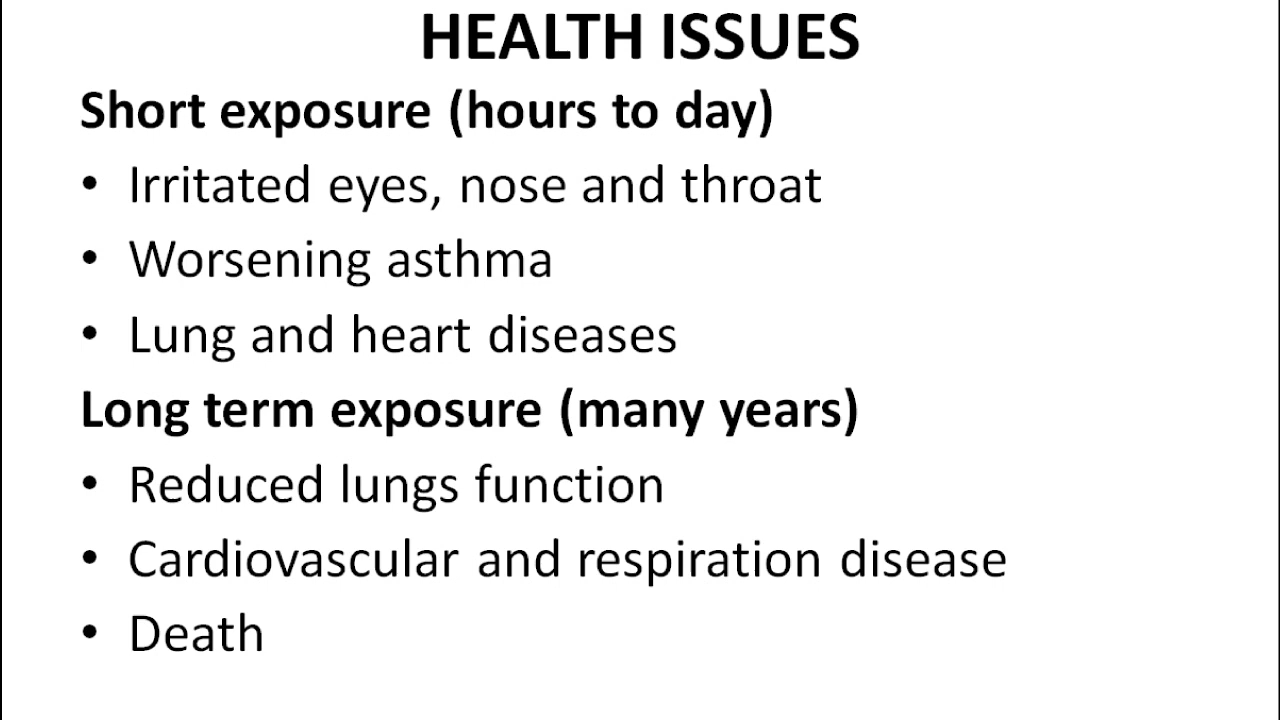 HEALTH ISSUES
Short exposure (hours to day)
• Irritated eyes, nose and throat
• Worsening asthma
• Lung and heart diseases
Long term exposure (many years)
• Reduced lungs function
• Cardiovascular and respiration disease
• Death